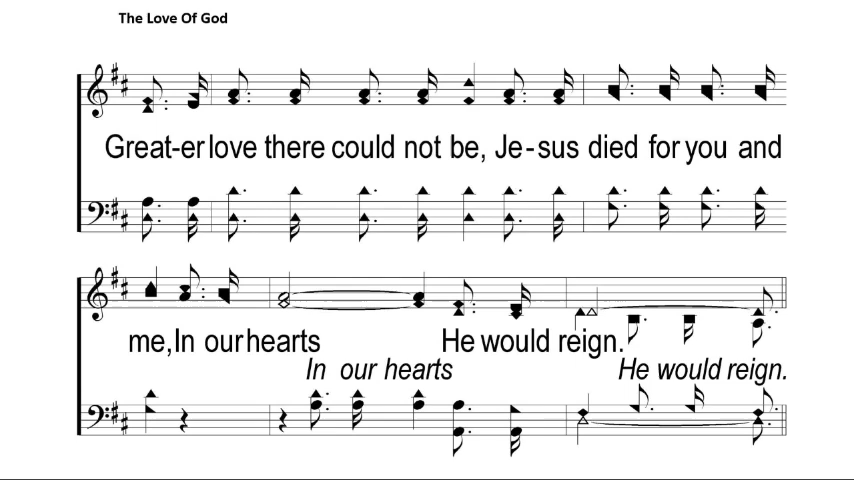 The Love Of God
Great-er love there could not be, Je-sus died for you and
me, In our hearts He would reign.
In our hearts He would reign.